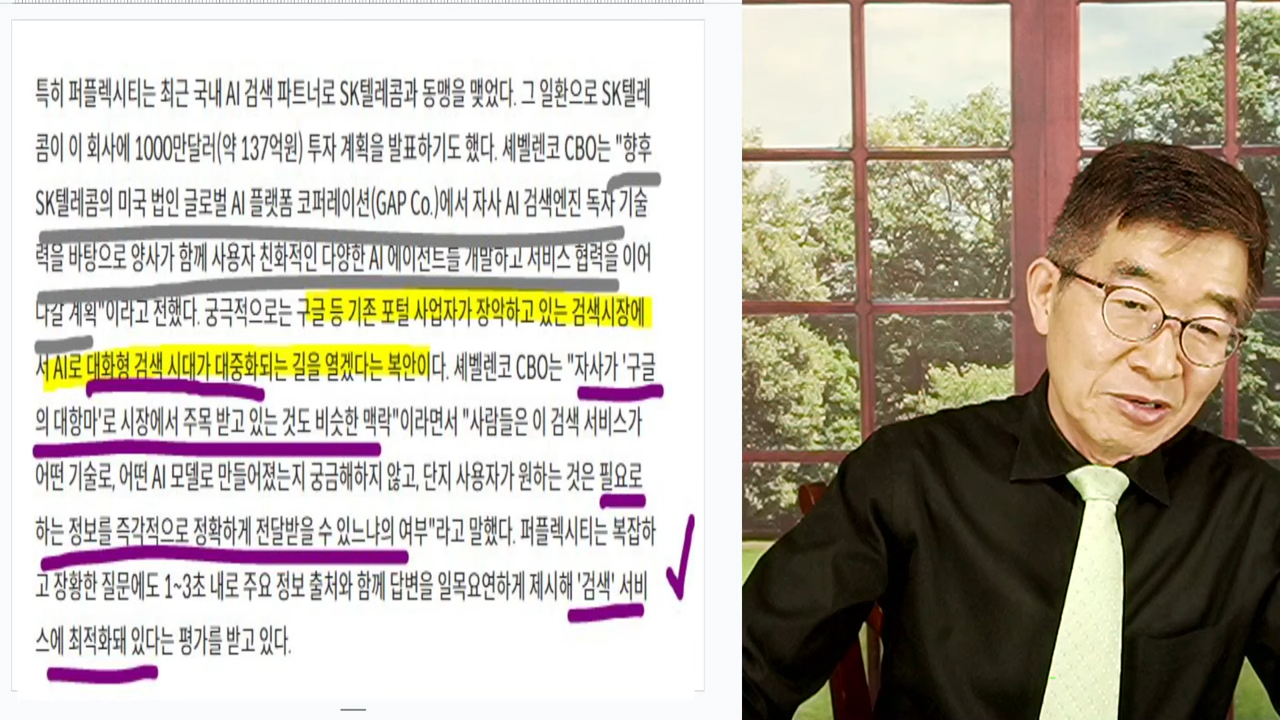 특히 퍼플렉시티는 최근 국내 AI 검색 파트너로 SK텔레콤과 동맹을 맺었다. 그 일환으로 SK텔레
콤이 이 회사에 1000만달러(약 137억원) 투자 계획을 발표하기도 했다. 셰벨렌코 CBO는 "향후
SK텔레콤의 미국 법인 글로벌 AI 플랫폼 코퍼레이션(GAP Co.)에서 자사 AI 검색엔진 독자 기술
력을 바탕으로 양사가 함께 사용자 친화적인 다양한 AI 에이전트들 개발하고 서비스 협력을 이어
나갈 계획"이라고 전했다. 궁극적으로는 구글 등 기존 포털 사업자가 장악하고 있는 검색시장에
서 AI로 대화형 검색 시대가 대중화되는 길을 열겠다는 복안이다. 셰벨렌코 CBO는 "자사가 '구글
의 대항마'로 시장에서 주목 받고 있는 것도 비슷한 맥락"이라면서 "사람들은 이 검색 서비스가
어떤 기술로, 어떤 AI 모델로 만들어졌는지 궁금해하지 않고, 단지 사용자가 원하는 것은 필요로
하는 정보를 즉각적으로 정확하게 전달받을 수 있느냐의 여부"라고 말했다. 퍼플렉시티는 복잡하
고 장황한 질문에도 1~3초 내로 주요 정보 출처와 함께 답변을 일목요연하게 제시해 '검색' 서비
스에 최적화돼 있다는 평가를 받고 있다.